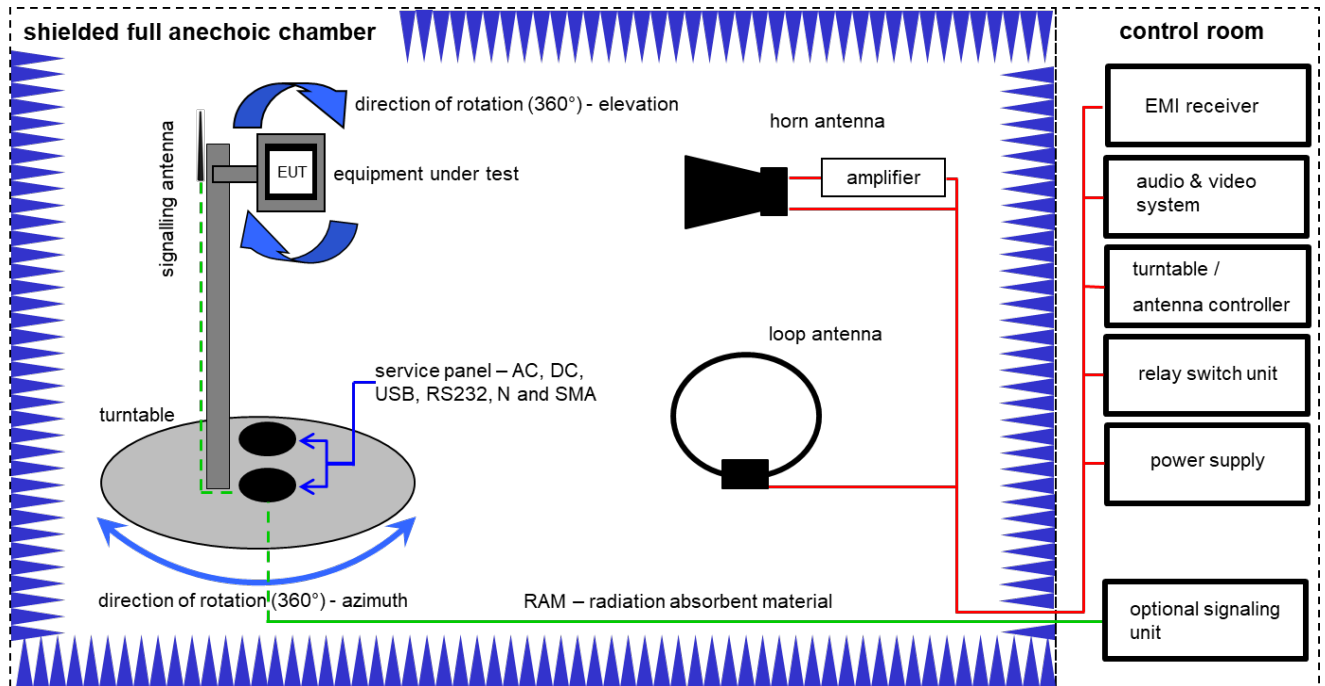 shielded full anechoic chamber
control room
direction of rotation (360°) - elevation
signalling antenna
EUT
equipment under test
horn antenna
amplifier
loop antenna
service panel – AC, DC,
USB, RS232, N and SMA
turntable
direction of rotation (360°) - azimuth
RAM – radiation absorbent material
EMI receiver
audio & video
system
turntable /
antenna controller
relay switch unit
power supply
optional signaling
unit